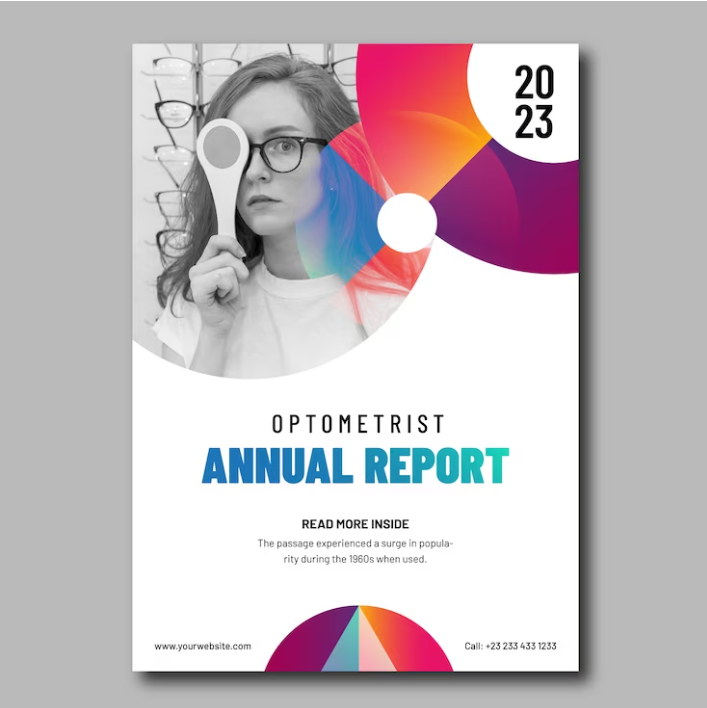 20
23
OPTOMETRIST
ANNUAL REPORT
READ MORE INSIDE
The passage experienced a surge in popula-
rity during the 1960s when used.
www.yourwebsite.com
Call: +23 233 433 1233